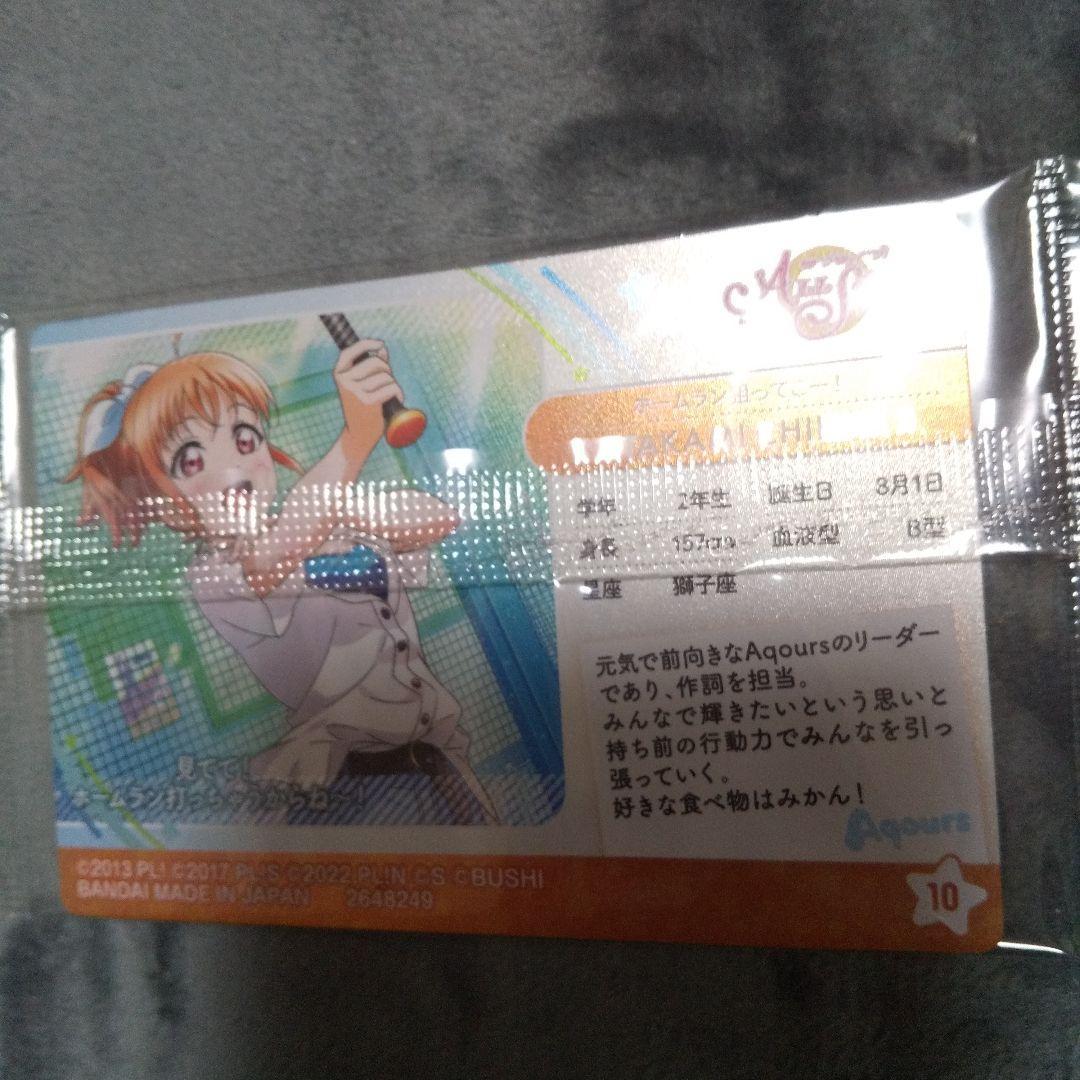 ホームラン狙ってこー!
学年 2年生 誕生日 8月1日
身長 157cm 血液型 B型
星座 獅子座
元気で前向きなAqoursのリーダー
であり、作詞を担当。
みんなで輝きたいという思いと
持ち前の行動力でみんなを引っ
張っていく。
好きな食べ物はみかん!
Aqours
見ててし
ホームラン打っちゃうからね～!
©2013 PL! ©2017 PL!S ©2022 PL!N ©S ©BUSHI
BANDAI MADE IN JAPAN 2648249
10